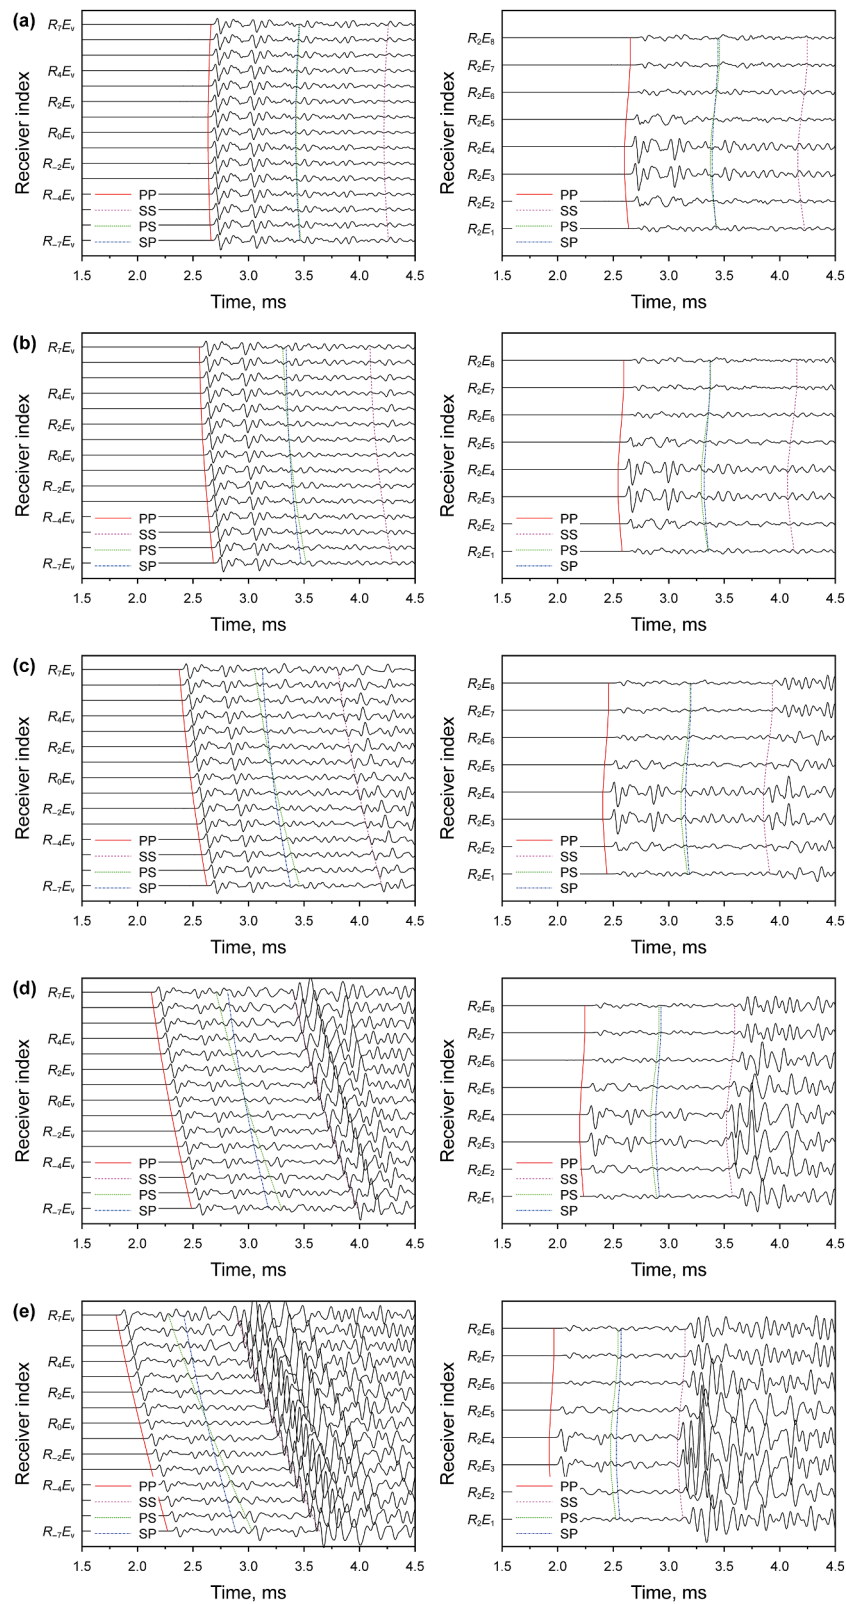 (a)
Receiver index
R₇Eᵥ
R₄Eᵥ
R₂Eᵥ
R₀Eᵥ
R₋₂Eᵥ
R₋₄Eᵥ
R₋₇Eᵥ
PP
SS
PS
SP
1.5 2.0 2.5 3.0 3.5 4.0 4.5
Time, ms
Receiver index
R₂E₈
R₂E₇
R₂E₆
R₂E₅
R₂E₄
R₂E₃
R₂E₂
R₂E₁
PP
SS
PS
SP
1.5 2.0 2.5 3.0 3.5 4.0 4.5
Time, ms
(b)
Receiver index
R₇Eᵥ
R₄Eᵥ
R₂Eᵥ
R₀Eᵥ
R₋₂Eᵥ
R₋₄Eᵥ
R₋₇Eᵥ
PP
SS
PS
SP
1.5 2.0 2.5 3.0 3.5 4.0 4.5
Time, ms
Receiver index
R₂E₈
R₂E₇
R₂E₆
R₂E₅
R₂E₄
R₂E₃
R₂E₂
R₂E₁
PP
SS
PS
SP
1.5 2.0 2.5 3.0 3.5 4.0 4.5
Time, ms
(c)
Receiver index
R₇Eᵥ
R₄Eᵥ
R₂Eᵥ
R₀Eᵥ
R₋₂Eᵥ
R₋₄Eᵥ
R₋₇Eᵥ
PP
SS
PS
SP
1.5 2.0 2.5 3.0 3.5 4.0 4.5
Time, ms
Receiver index
R₂E₈
R₂E₇
R₂E₆
R₂E₅
R₂E₄
R₂E₃
R₂E₂
R₂E₁
PP
SS
PS
SP
1.5 2.0 2.5 3.0 3.5 4.0 4.5
Time, ms
(d)
Receiver index
R₇Eᵥ
R₄Eᵥ
R₂Eᵥ
R₀Eᵥ
R₋₂Eᵥ
R₋₄Eᵥ
R₋₇Eᵥ
PP
SS
PS
SP
1.5 2.0 2.5 3.0 3.5 4.0 4.5
Time, ms
Receiver index
R₂E₈
R₂E₇
R₂E₆
R₂E₅
R₂E₄
R₂E₃
R₂E₂
R₂E₁
PP
SS
PS
SP
1.5 2.0 2.5 3.0 3.5 4.0 4.5
Time, ms
(e)
Receiver index
R₇Eᵥ
R₄Eᵥ
R₂Eᵥ
R₀Eᵥ
R₋₂Eᵥ
R₋₄Eᵥ
R₋₇Eᵥ
PP
SS
PS
SP
1.5 2.0 2.5 3.0 3.5 4.0 4.5
Time, ms
Receiver index
R₂E₈
R₂E₇
R₂E₆
R₂E₅
R₂E₄
R₂E₃
R₂E₂
R₂E₁
PP
SS
PS
SP
1.5 2.0 2.5 3.0 3.5 4.0 4.5
Time, ms